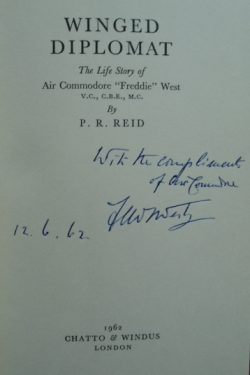 WINGED
DIPLOMAT
The Life Story of
Air Commodore "Freddie" West
V.C., C.B.E., M.C.
By
P. R. REID
With the compliments
of Air Commodore
12.6.62.
1962
CHATTO & WINDUS
LONDON